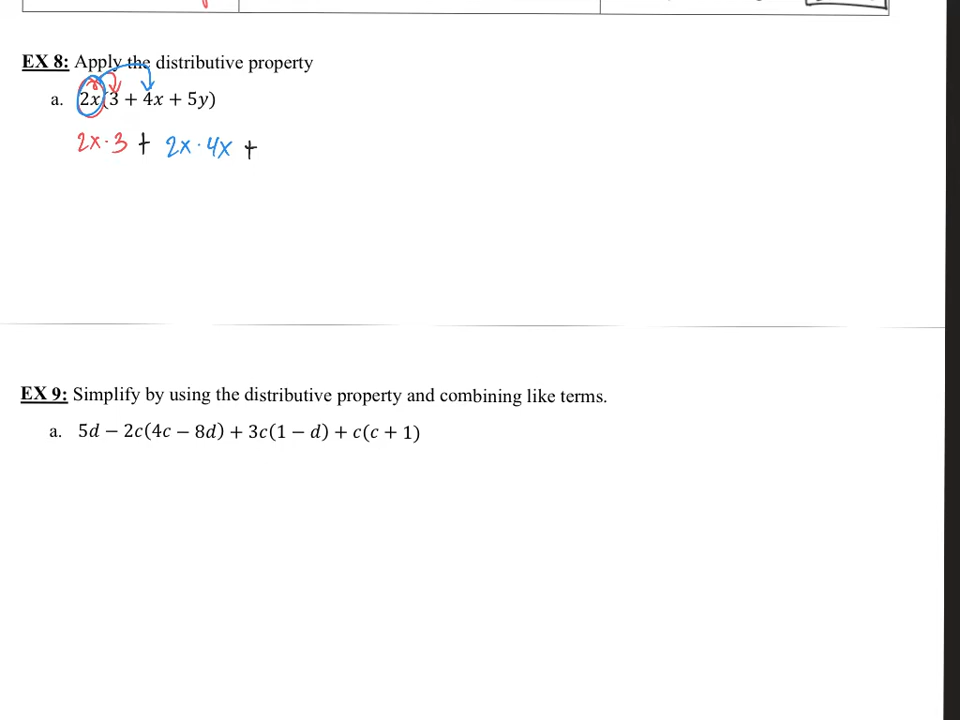 EX 8: Apply the distributive property
a. 2x(3 + 4x + 5y)
2x · 3 + 2x · 4x +
EX 9: Simplify by using the distributive property and combining like terms.
a. 5d − 2c(4c − 8d) + 3c(1 − d) + c(c + 1)